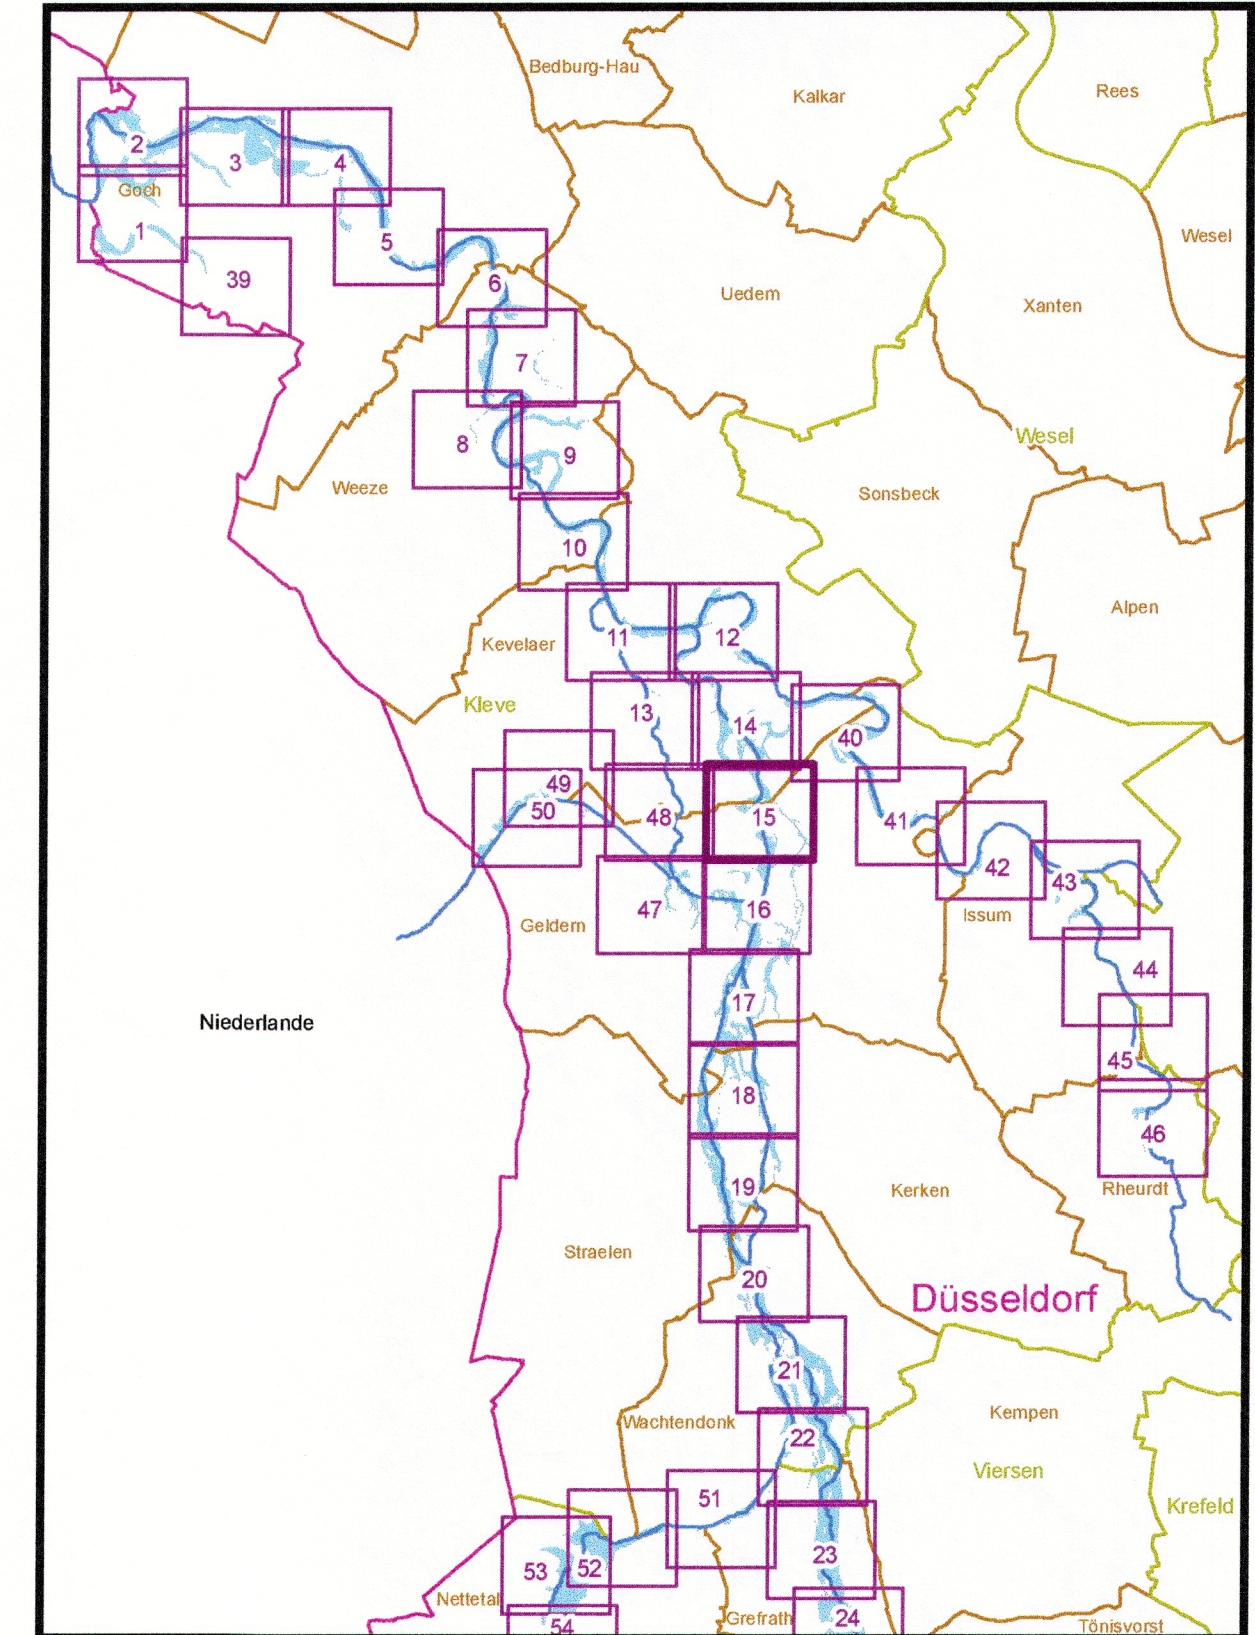 Bedburg-Hau
Kalkar
Rees
2
3
4
Goch
1
5
39
6
Wesel
Uedem
Xanten
7
8
9
Wesel
Weeze
Sonsbeck
10
11
12
Alpen
Kevelaer
Kleve
13
14
40
49
50
48
15
41
42
43
47
16
Geldern
Issum
44
17
Niederlande
45
18
46
19
Kerken
Rheurdt
Straelen
20
Düsseldorf
21
Wachtendonk
22
Kempen
Viersen
51
Krefeld
53
52
23
Nettetal
54
Grefrath
24
Tönisvorst